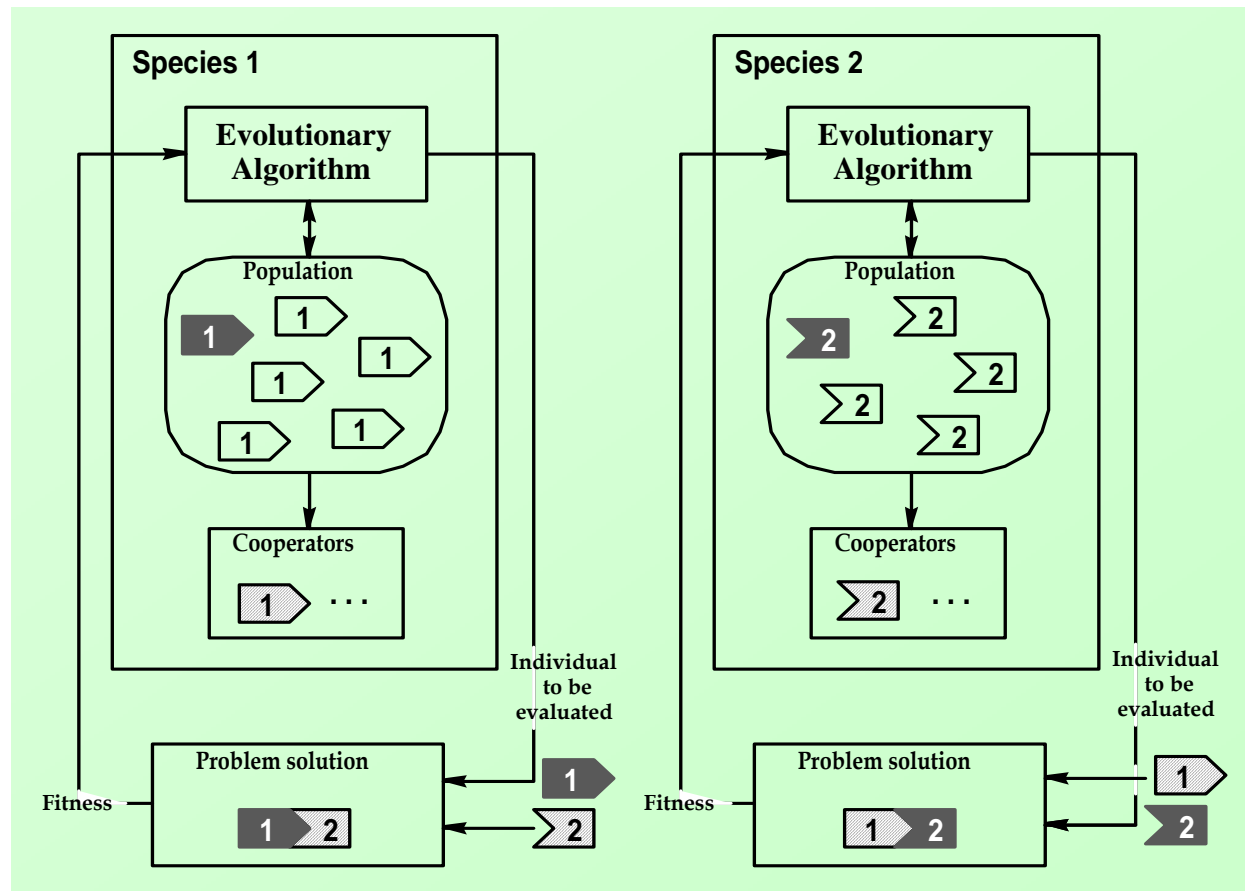 Species 1
Evolutionary
Algorithm
Population
1
1
1
1
1
1
Cooperators
1 ...
Individual
to be
evaluated
Problem solution
1
Fitness
1 2
2
Species 2
Evolutionary
Algorithm
Population
2
2
2
2
2
Cooperators
2 ...
Individual
to be
evaluated
Problem solution
1
Fitness
1 2
2